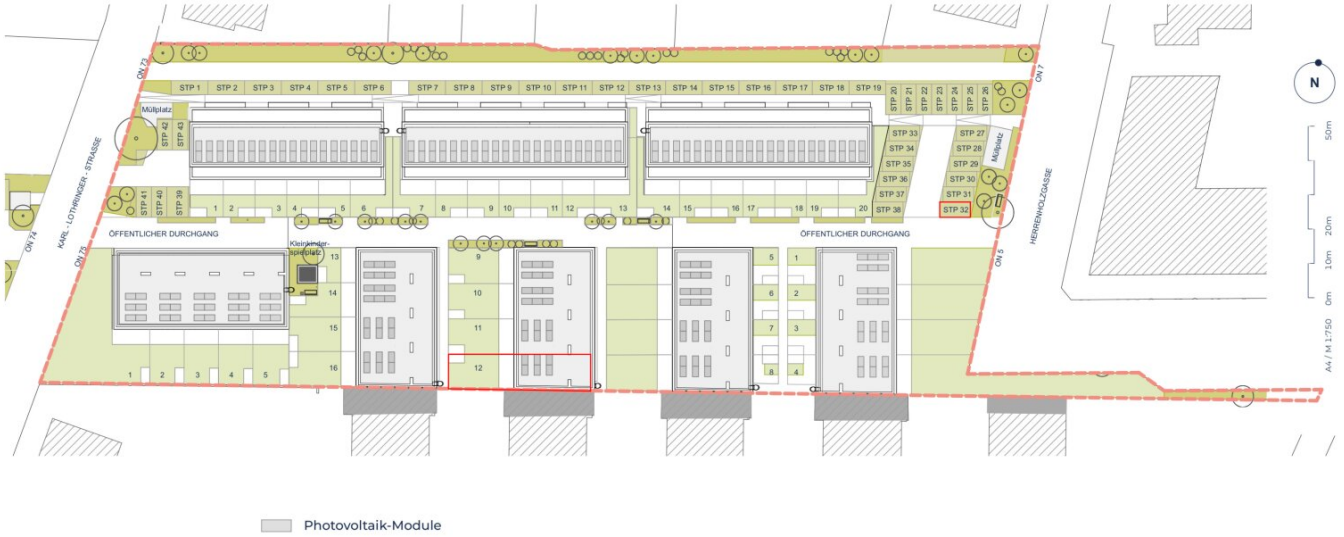 ON 73
ON 7
STP 1 STP 2 STP 3 STP 4 STP 5 STP 6 STP 7 STP 8 STP 9 STP 10 STP 11 STP 12 STP 13 STP 14 STP 15 STP 16 STP 17 STP 18 STP 19
STP 20 STP 21 STP 22 STP 23 STP 24 STP 25 STP 26
N
Müllplatz
STP 42 STP 43
STP 33 STP 27
STP 34 STP 28
STP 35 STP 29
STP 36 STP 30
STP 37 STP 31
STP 38 STP 32
Müllplatz
KARL - LOTHRINGER - STRASSE
STP 41 STP 40 STP 39
1 2 3 4 5 6 7 8 9 10 11 12 13 14 15 16 17 18 19 20
HERRENHOLZGASSE
ON 74
ON 75
ÖFFENTLICHER DURCHGANG
ÖFFENTLICHER DURCHGANG
ON 5
Kleinkinder-
spielplatz
13 9 5 1
14 10 6 2
15 11 7 3
16 12 8 4
1 2 3 4 5
50m
20m
10m
0m
A4 / M 1:750
Photovoltaik-Module